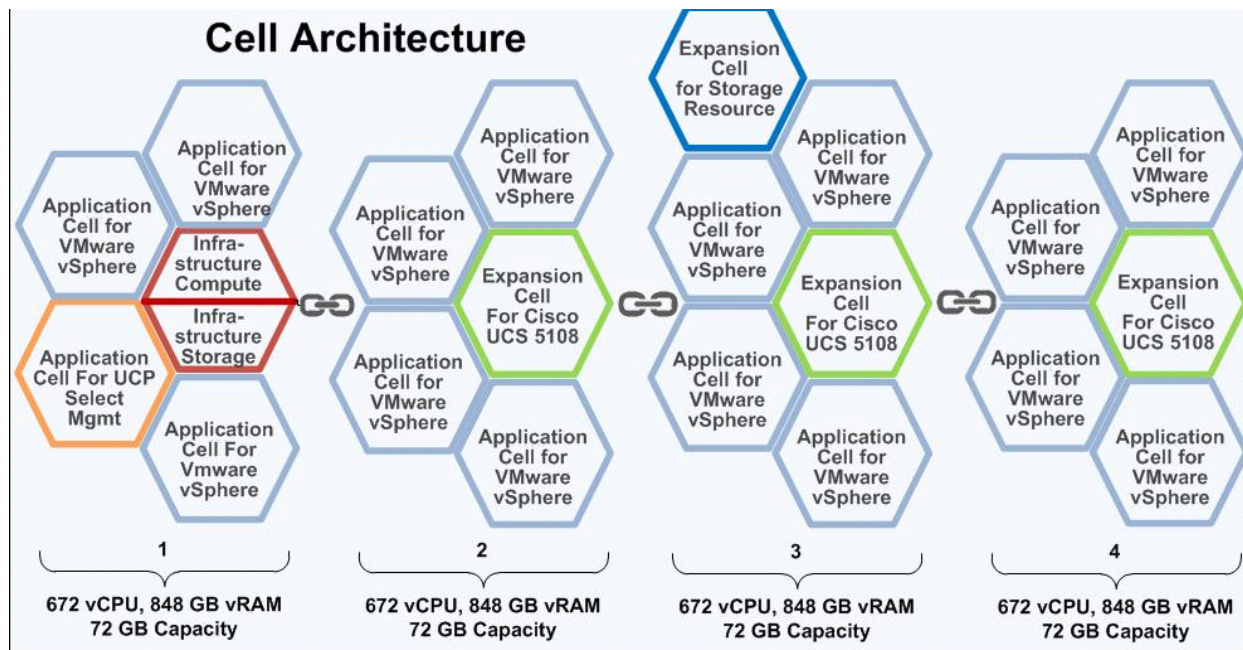 Cell Architecture
Application
Cell for
VMware
vSphere
Application
Cell for
VMware
vSphere
Infra-
structure
Compute
Infra-
structure
Storage
Application
Cell For UCP
Select
Mgmt
Application
Cell For
Vmware
vSphere
1
672 vCPU, 848 GB vRAM
72 GB Capacity
Application
Cell for
VMware
vSphere
Application
Cell for
VMware
vSphere
Expansion
Cell
For Cisco
UCS 5108
Application
Cell for
VMware
vSphere
Application
Cell for
VMware
vSphere
2
672 vCPU, 848 GB vRAM
72 GB Capacity
Expansion
Cell
for Storage
Resource
Application
Cell for
VMware
vSphere
Application
Cell for
VMware
vSphere
Expansion
Cell
For Cisco
UCS 5108
Application
Cell for
VMware
vSphere
Application
Cell for
VMware
vSphere
3
672 vCPU, 848 GB vRAM
72 GB Capacity
Application
Cell for
VMware
vSphere
Application
Cell for
VMware
vSphere
Expansion
Cell
For Cisco
UCS 5108
Application
Cell for
VMware
vSphere
Application
Cell for
VMware
vSphere
4
672 vCPU, 848 GB vRAM
72 GB Capacity